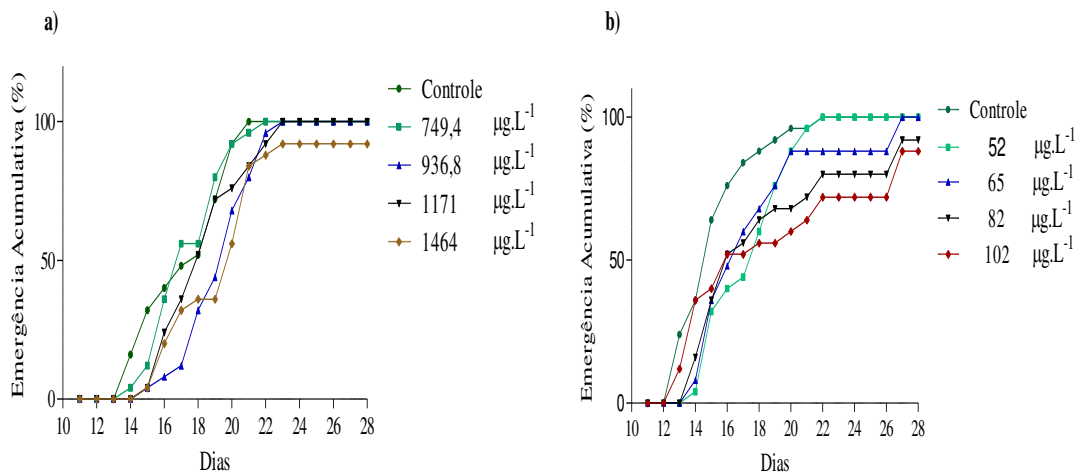 a)
Emergência Acumulativa (%)
100
50
0
10 12 14 16 18 20 22 24 26 28
Dias
Controle
749,4 µg.L-1
936,8 µg.L-1
1171 µg.L-1
1464 µg.L-1
b)
Emergência Acumulativa (%)
100
50
0
10 12 14 16 18 20 22 24 26 28
Dias
Controle
52 µg.L-1
65 µg.L-1
82 µg.L-1
102 µg.L-1